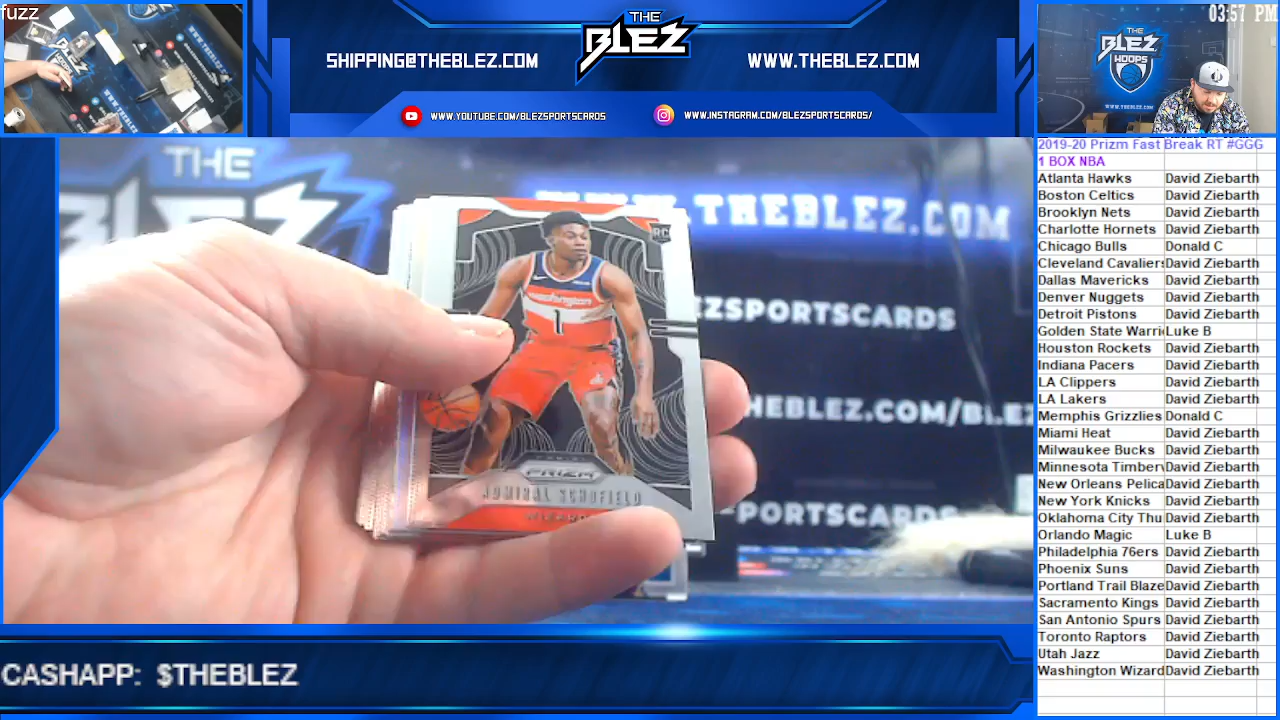 fuzz
SHIPPING@THEBLEZ.COM
THE
BLEZ
WWW.THEBLEZ.COM
WWW.YOUTUBE.COM/BLEZSPORTSCARDS
WWW.INSTAGRAM.COM/BLEZSPORTSCARDS/
03:57 PM
THE
BLEZ
HOOPS
THE
WWW.THEBLEZ.COM
ZSPORTSCARDS
HEBLEZ.COM/BLEZ
SPORTSCARDS
RC
Washington
1
PRIZM
ADMIRAL SCHOFIELD
2019-20 Prizm Fast Break RT #GGG
1 BOX NBA
Atlanta Hawks David Ziebarth
Boston Celtics David Ziebarth
Brooklyn Nets David Ziebarth
Charlotte Hornets David Ziebarth
Chicago Bulls Donald C
Cleveland Cavaliers David Ziebarth
Dallas Mavericks David Ziebarth
Denver Nuggets David Ziebarth
Detroit Pistons David Ziebarth
Golden State Warri Luke B
Houston Rockets David Ziebarth
Indiana Pacers David Ziebarth
LA Clippers David Ziebarth
LA Lakers David Ziebarth
Memphis Grizzlies Donald C
Miami Heat David Ziebarth
Milwaukee Bucks David Ziebarth
Minnesota Timberv David Ziebarth
New Orleans Pelica David Ziebarth
New York Knicks David Ziebarth
Oklahoma City Thu David Ziebarth
Orlando Magic Luke B
Philadelphia 76ers David Ziebarth
Phoenix Suns David Ziebarth
Portland Trail Blaze David Ziebarth
Sacramento Kings David Ziebarth
San Antonio Spurs David Ziebarth
Toronto Raptors David Ziebarth
Utah Jazz David Ziebarth
Washington Wizard David Ziebarth
CASHAPP: $THEBLEZ